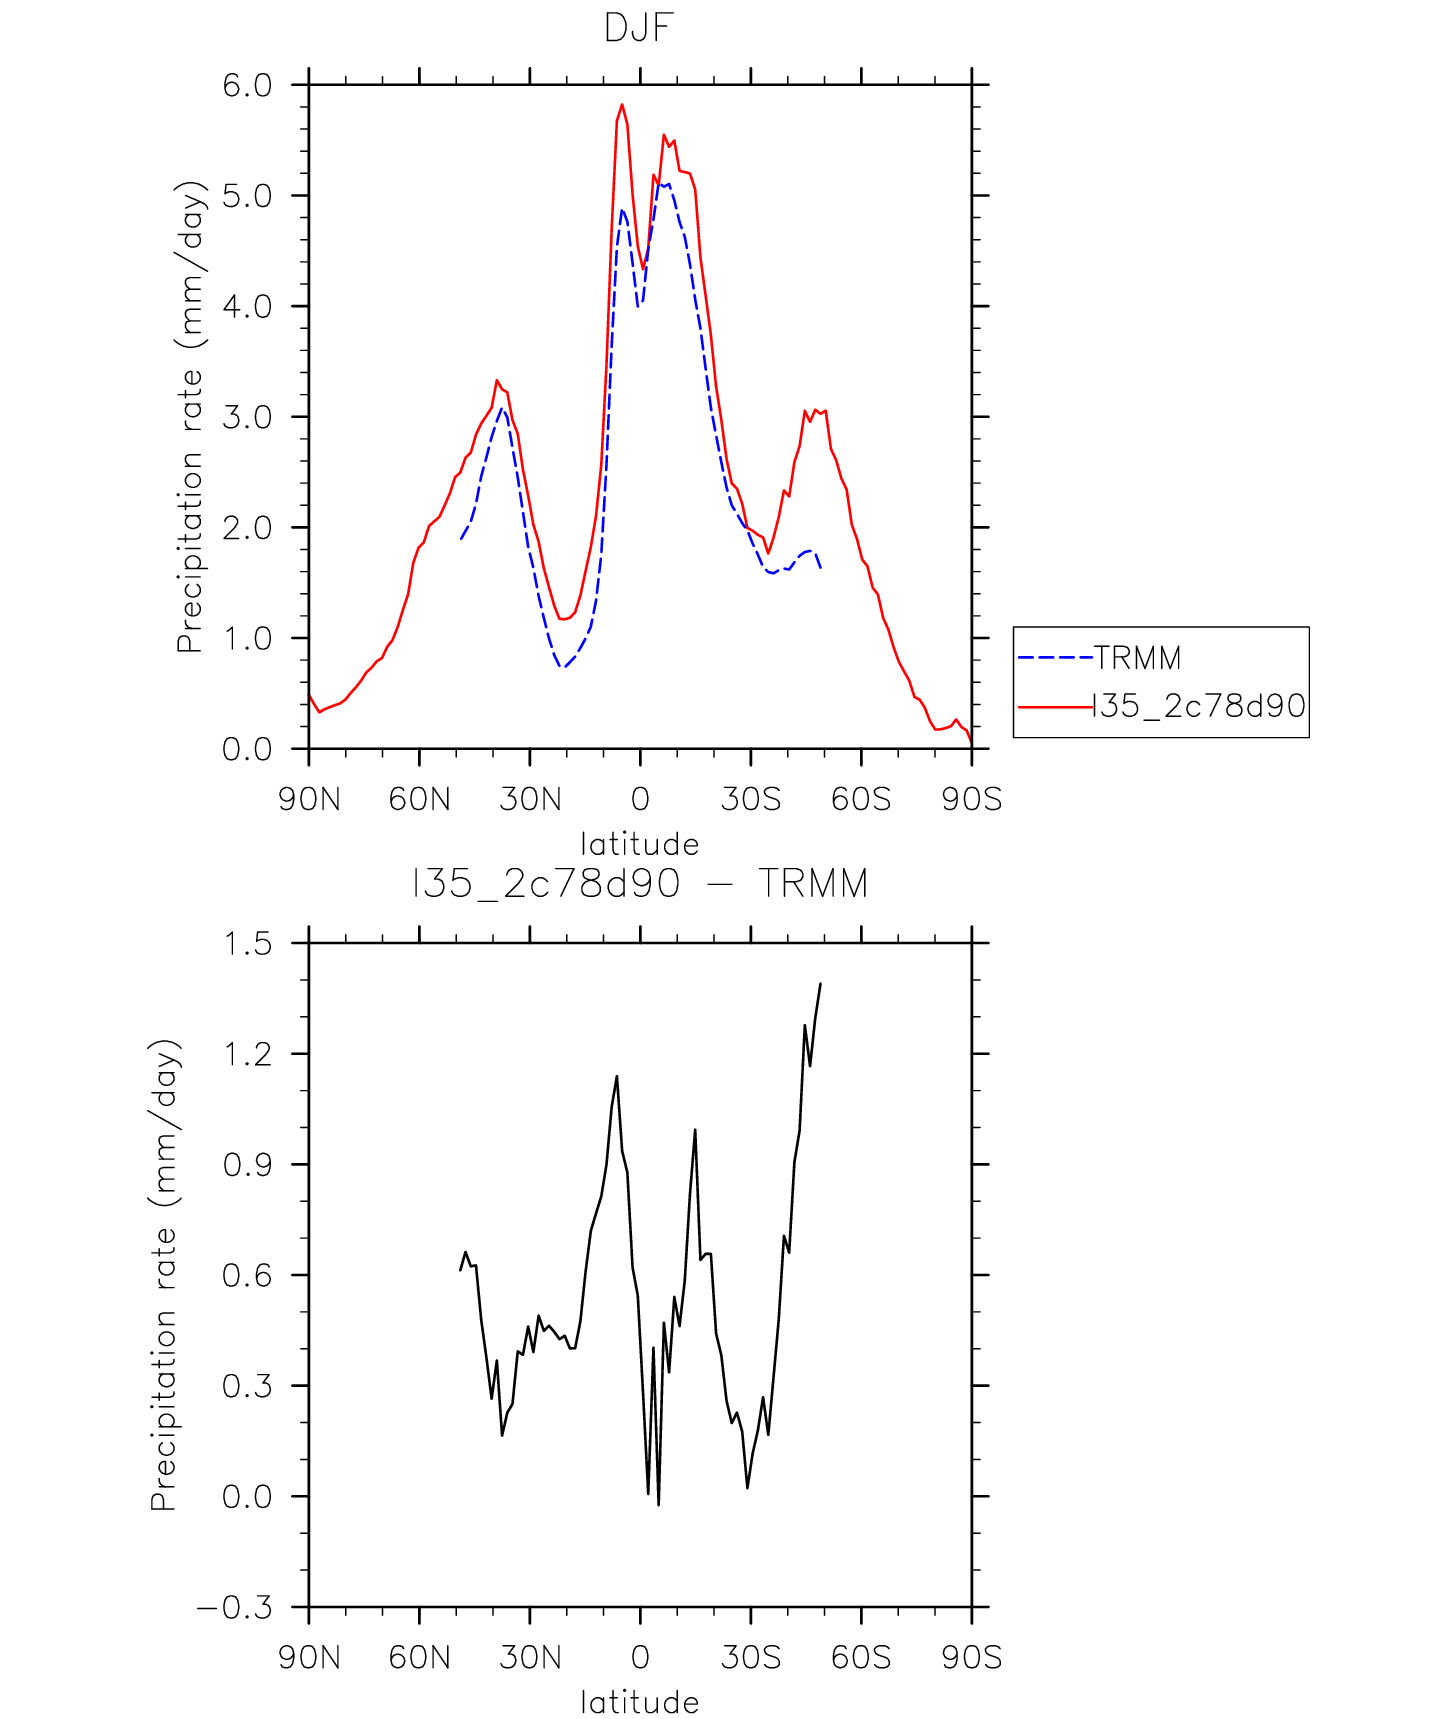 DJF
6.0
5.0
4.0
3.0
2.0
1.0
0.0
Precipitation rate (mm/day)
90N 60N 30N 0 30S 60S 90S
latitude
TRMM
I35_2c78d90
I35_2c78d90 − TRMM
1.5
1.2
0.9
0.6
0.3
0.0
−0.3
Precipitation rate (mm/day)
90N 60N 30N 0 30S 60S 90S
latitude